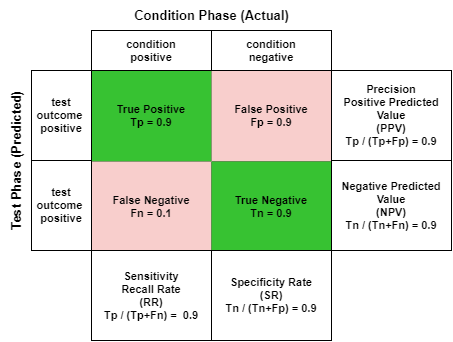 Condition Phase (Actual)
condition
positive
condition
negative
Test Phase (Predicted)
test
outcome
positive
True Positive
Tp = 0.9
False Positive
Fp = 0.9
Precision
Positive Predicted
Value
(PPV)
Tp / (Tp+Fp) = 0.9
test
outcome
positive
False Negative
Fn = 0.1
True Negative
Tn = 0.9
Negative Predicted
Value
(NPV)
Tn / (Tn+Fn) = 0.9
Sensitivity
Recall Rate
(RR)
Tp / (Tp+Fn) = 0.9
Specificity Rate
(SR)
Tn / (Tn+Fp) = 0.9